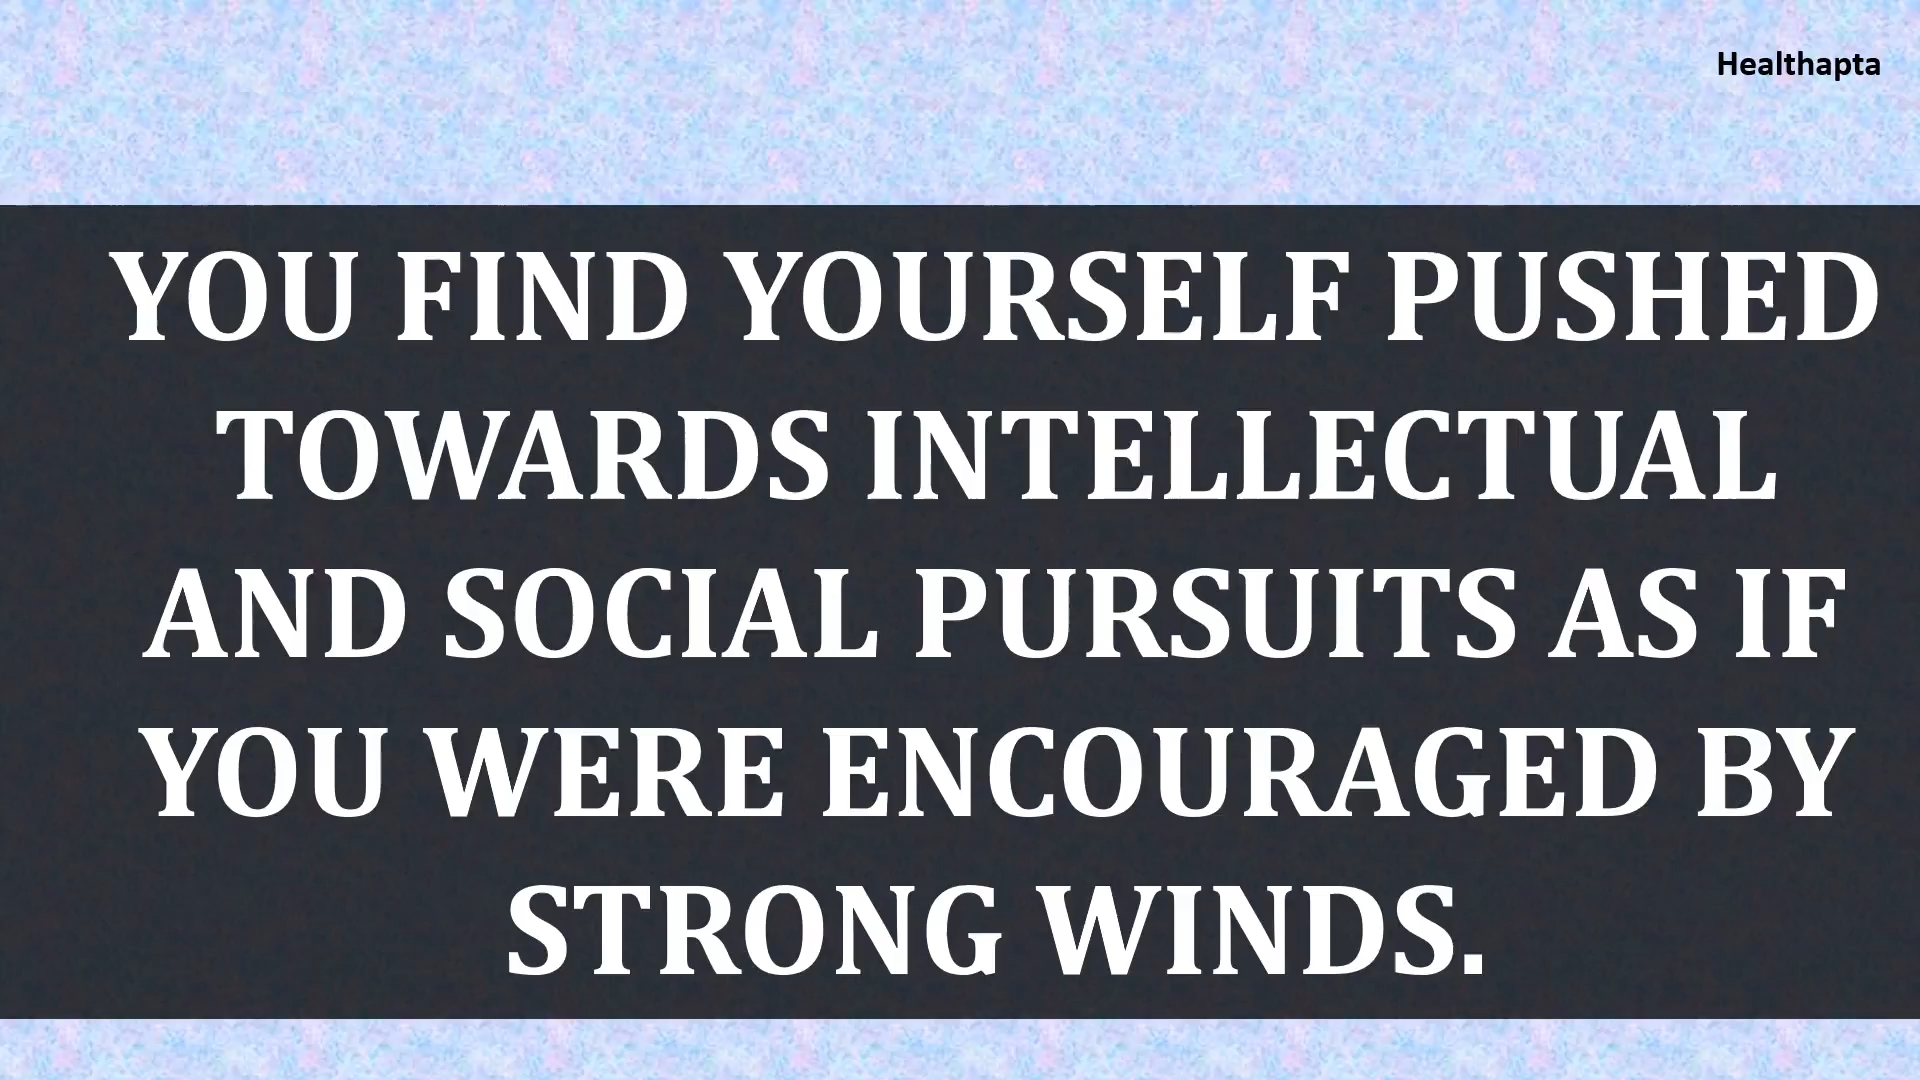 Healthapta
YOU FIND YOURSELF PUSHED
TOWARDS INTELLECTUAL
AND SOCIAL PURSUITS AS IF
YOU WERE ENCOURAGED BY
STRONG WINDS.